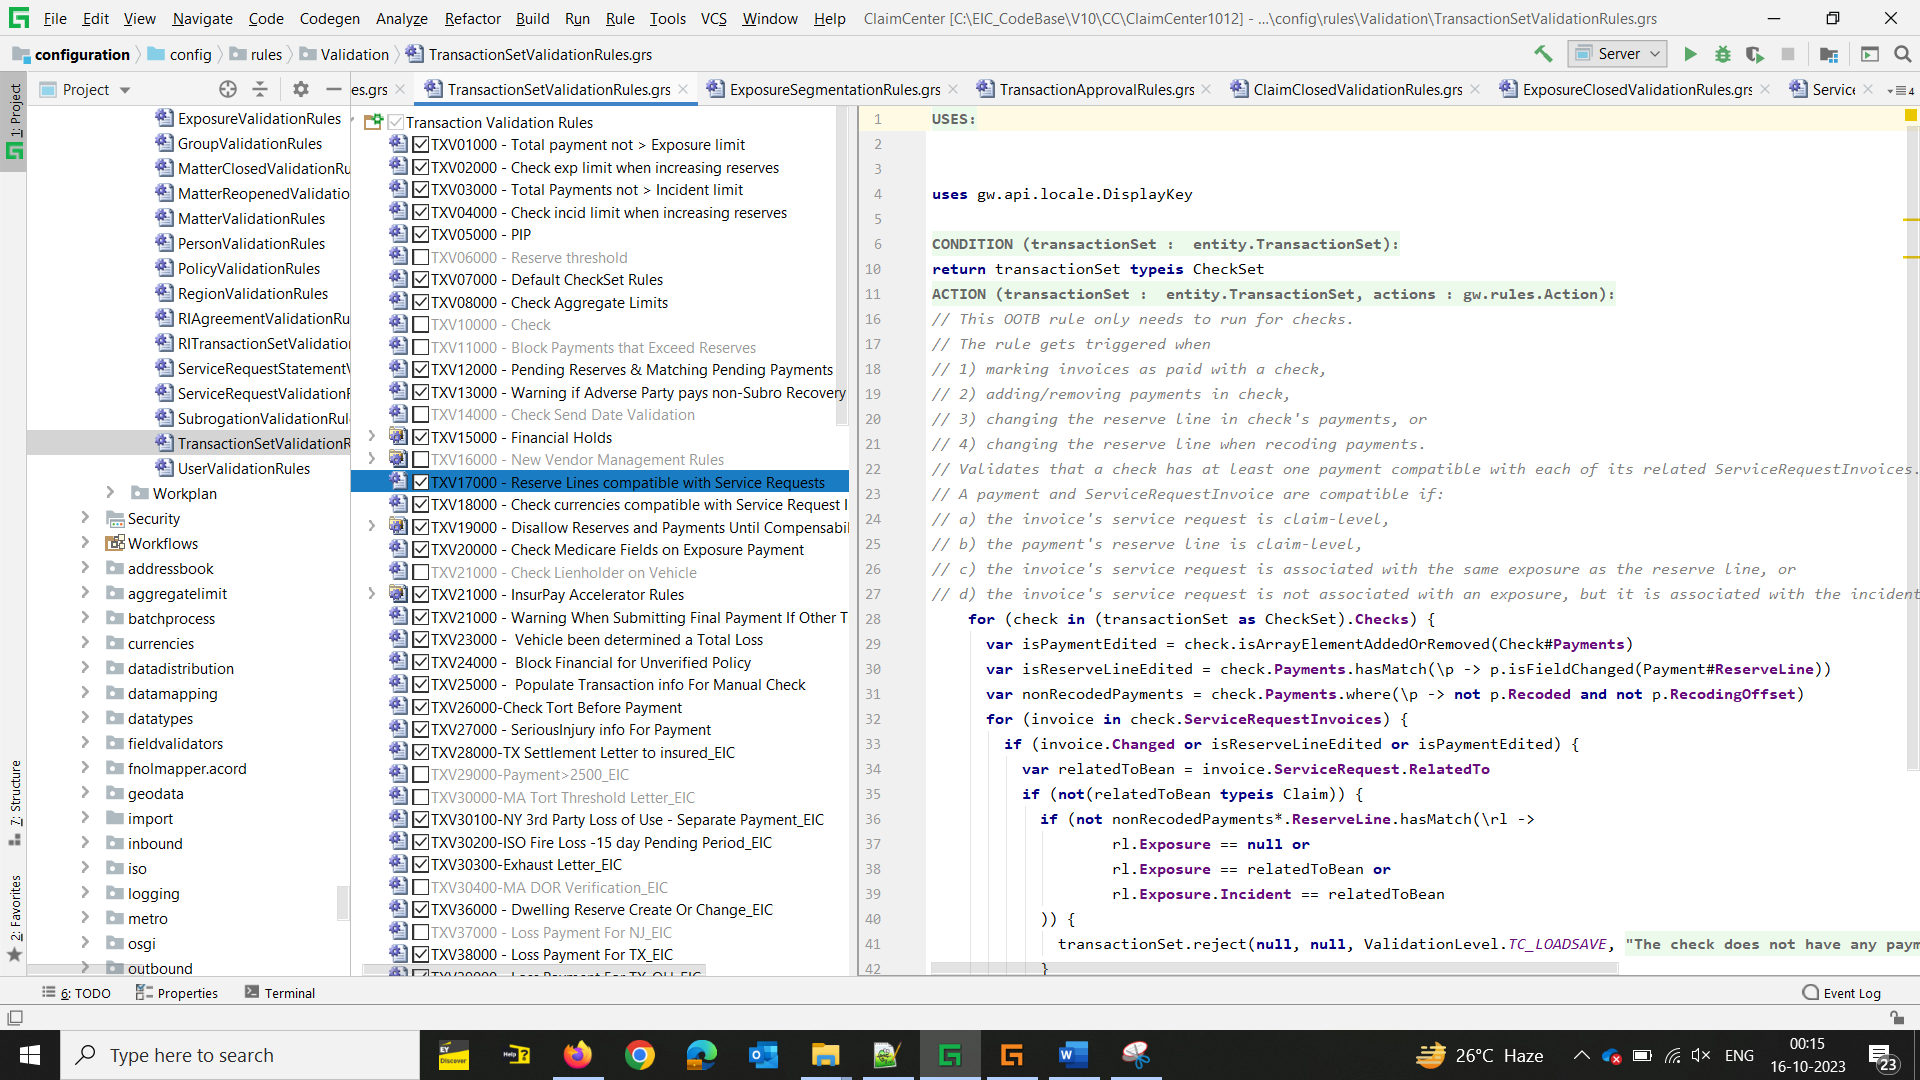 File Edit View Navigate Code Codegen Analyze Refactor Build Run Rule Tools VCS Window Help ClaimCenter [C:\EIC_CodeBase\V10\CC\ClaimCenter1012] - ...\config\rules\Validation\TransactionSetValidationRules.grs
configuration config rules Validation TransactionSetValidationRules.grs Server
Project es.grs TransactionSetValidationRules.grs ExposureSegmentationRules.grs TransactionApprovalRules.grs ClaimClosedValidationRules.grs ExposureClosedValidationRules.grs Service 4
1: Project
7: Structure
2: Favorites
ExposureValidationRules
GroupValidationRules
MatterClosedValidationRu
MatterReopenedValidatio
MatterValidationRules
PersonValidationRules
PolicyValidationRules
RegionValidationRules
RIAgreementValidationRu
RITransactionSetValidation
ServiceRequestStatementV
ServiceRequestValidationF
SubrogationValidationRul
TransactionSetValidationR
UserValidationRules
Workplan
Security
Workflows
addressbook
aggregatelimit
batchprocess
currencies
datadistribution
datamapping
datatypes
fieldvalidators
fnolmapper.acord
geodata
import
inbound
iso
logging
metro
osgi
outbound
Transaction Validation Rules
TXV01000 - Total payment not > Exposure limit
TXV02000 - Check exp limit when increasing reserves
TXV03000 - Total Payments not > Incident limit
TXV04000 - Check incid limit when increasing reserves
TXV05000 - PIP
TXV06000 - Reserve threshold
TXV07000 - Default CheckSet Rules
TXV08000 - Check Aggregate Limits
TXV10000 - Check
TXV11000 - Block Payments that Exceed Reserves
TXV12000 - Pending Reserves & Matching Pending Payments
TXV13000 - Warning if Adverse Party pays non-Subro Recovery
TXV14000 - Check Send Date Validation
TXV15000 - Financial Holds
TXV16000 - New Vendor Management Rules
TXV17000 - Reserve Lines compatible with Service Requests
TXV18000 - Check currencies compatible with Service Request I
TXV19000 - Disallow Reserves and Payments Until Compensabil
TXV20000 - Check Medicare Fields on Exposure Payment
TXV21000 - Check Lienholder on Vehicle
TXV21000 - InsurPay Accelerator Rules
TXV21000 - Warning When Submitting Final Payment If Other T
TXV23000 -  Vehicle been determined a Total Loss
TXV24000 -  Block Financial for Unverified Policy
TXV25000 -  Populate Transaction info For Manual Check
TXV26000-Check Tort Before Payment
TXV27000 - SeriousInjury info For Payment
TXV28000-TX Settlement Letter to insured_EIC
TXV29000-Payment>2500_EIC
TXV30000-MA Tort Threshold Letter_EIC
TXV30100-NY 3rd Party Loss of Use - Separate Payment_EIC
TXV30200-ISO Fire Loss -15 day Pending Period_EIC
TXV30300-Exhaust Letter_EIC
TXV30400-MA DOR Verification_EIC
TXV36000 - Dwelling Reserve Create Or Change_EIC
TXV37000 - Loss Payment For NJ_EIC
TXV38000 - Loss Payment For TX_EIC
1 USES:
2
3
4 uses gw.api.locale.DisplayKey
5
6 CONDITION (transactionSet :  entity.TransactionSet):
10 return transactionSet typeis CheckSet
11 ACTION (transactionSet :  entity.TransactionSet, actions : gw.rules.Action):
16 // This OOTB rule only needs to run for checks.
17 // The rule gets triggered when
18 // 1) marking invoices as paid with a check,
19 // 2) adding/removing payments in check,
20 // 3) changing the reserve line in check's payments, or
21 // 4) changing the reserve line when recoding payments.
22 // Validates that a check has at least one payment compatible with each of its related ServiceRequestInvoices.
23 // A payment and ServiceRequestInvoice are compatible if:
24 // a) the invoice's service request is claim-level,
25 // b) the payment's reserve line is claim-level,
26 // c) the invoice's service request is associated with the same exposure as the reserve line, or
27 // d) the invoice's service request is not associated with an exposure, but it is associated with the incident
28 for (check in (transactionSet as CheckSet).Checks) {
29 var isPaymentEdited = check.isArrayElementAddedOrRemoved(Check#Payments)
30 var isReserveLineEdited = check.Payments.hasMatch(\p -> p.isFieldChanged(Payment#ReserveLine))
31 var nonRecodedPayments = check.Payments.where(\p -> not p.Recoded and not p.RecodingOffset)
32 for (invoice in check.ServiceRequestInvoices) {
33 if (invoice.Changed or isReserveLineEdited or isPaymentEdited) {
34 var relatedToBean = invoice.ServiceRequest.RelatedTo
35 if (not(relatedToBean typeis Claim)) {
36 if (not nonRecodedPayments*.ReserveLine.hasMatch(\rl ->
37 rl.Exposure == null or
38 rl.Exposure == relatedToBean or
39 rl.Exposure.Incident == relatedToBean
40 )) {
41 transactionSet.reject(null, null, ValidationLevel.TC_LOADSAVE, "The check does not have any paym
42 }
6: TODO Properties Terminal Event Log
Type here to search
EY Discover
Help ?
26°C Haze ENG 00:15
16-10-2023 23